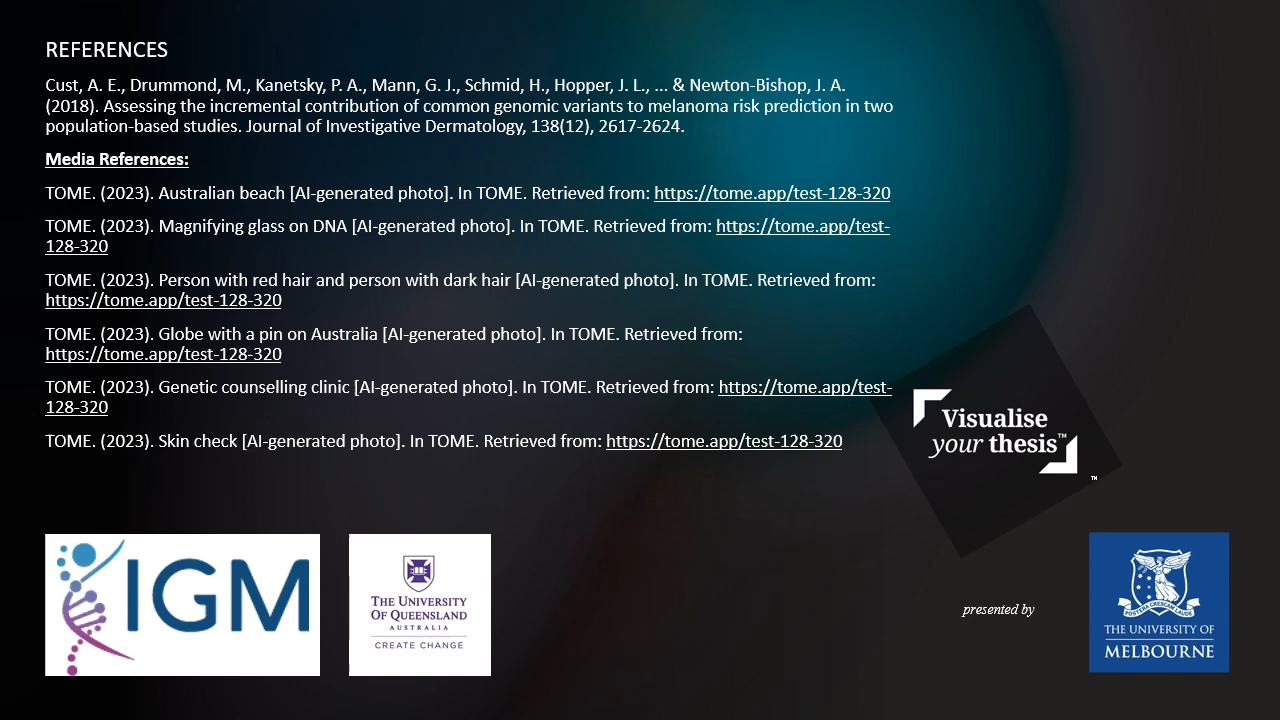 REFERENCES
Cust, A. E., Drummond, M., Kanetsky, P. A., Mann, G. J., Schmid, H., Hopper, J. L., ... & Newton-Bishop, J. A.
(2018). Assessing the incremental contribution of common genomic variants to melanoma risk prediction in two
population-based studies. Journal of Investigative Dermatology, 138(12), 2617-2624.
Media References:
TOME. (2023). Australian beach [AI-generated photo]. In TOME. Retrieved from: https://tome.app/test-128-320
TOME. (2023). Magnifying glass on DNA [AI-generated photo]. In TOME. Retrieved from: https://tome.app/test-
128-320
TOME. (2023). Person with red hair and person with dark hair [AI-generated photo]. In TOME. Retrieved from:
https://tome.app/test-128-320
TOME. (2023). Globe with a pin on Australia [AI-generated photo]. In TOME. Retrieved from:
https://tome.app/test-128-320
TOME. (2023). Genetic counselling clinic [AI-generated photo]. In TOME. Retrieved from: https://tome.app/test-
128-320
TOME. (2023). Skin check [AI-generated photo]. In TOME. Retrieved from: https://tome.app/test-128-320
Visualise
your thesis™
™
IGM
THE UNIVERSITY
OF QUEENSLAND
AUSTRALIA
CREATE CHANGE
presented by
POSTERA CRESCAM LAUDE
THE UNIVERSITY OF
MELBOURNE